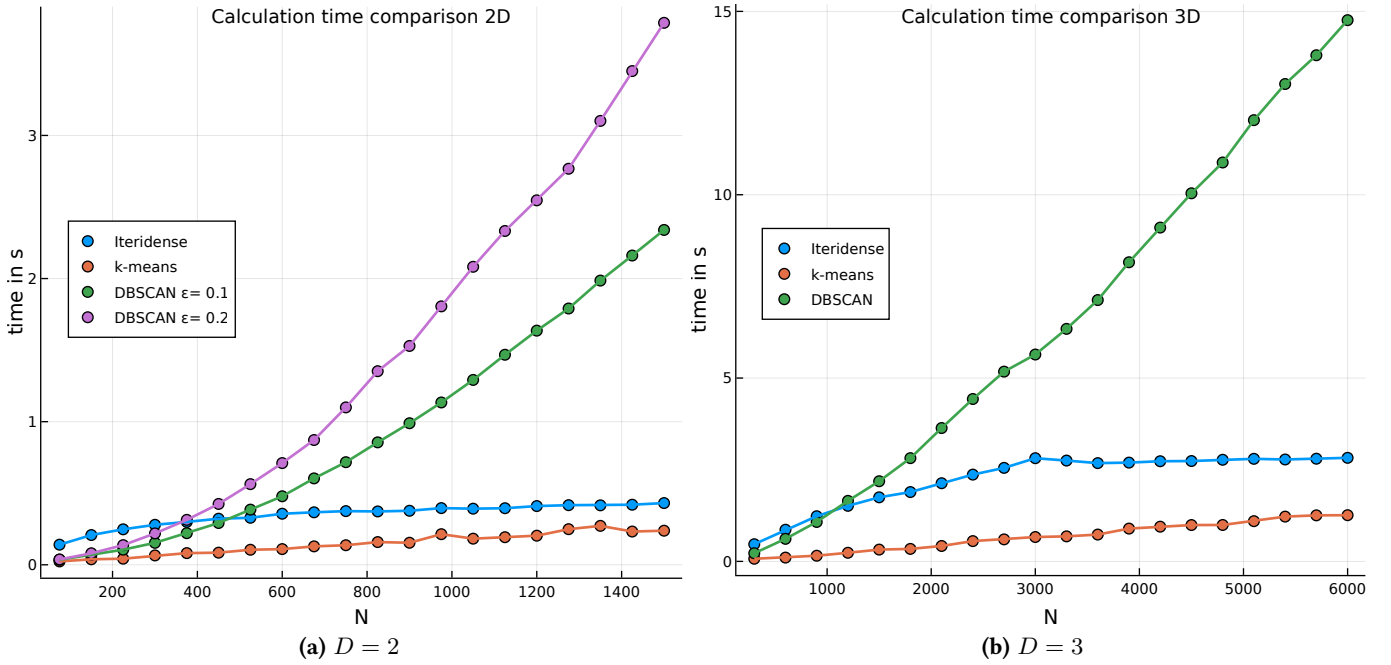 Calculation time comparison 2D
time in s
3
2
1
0
Iteridense
k-means
DBSCAN ε= 0.1
DBSCAN ε= 0.2
200 400 600 800 1000 1200 1400
N
(a) D = 2
Calculation time comparison 3D
time in s
15
10
5
0
Iteridense
k-means
DBSCAN
1000 2000 3000 4000 5000 6000
N
(b) D = 3